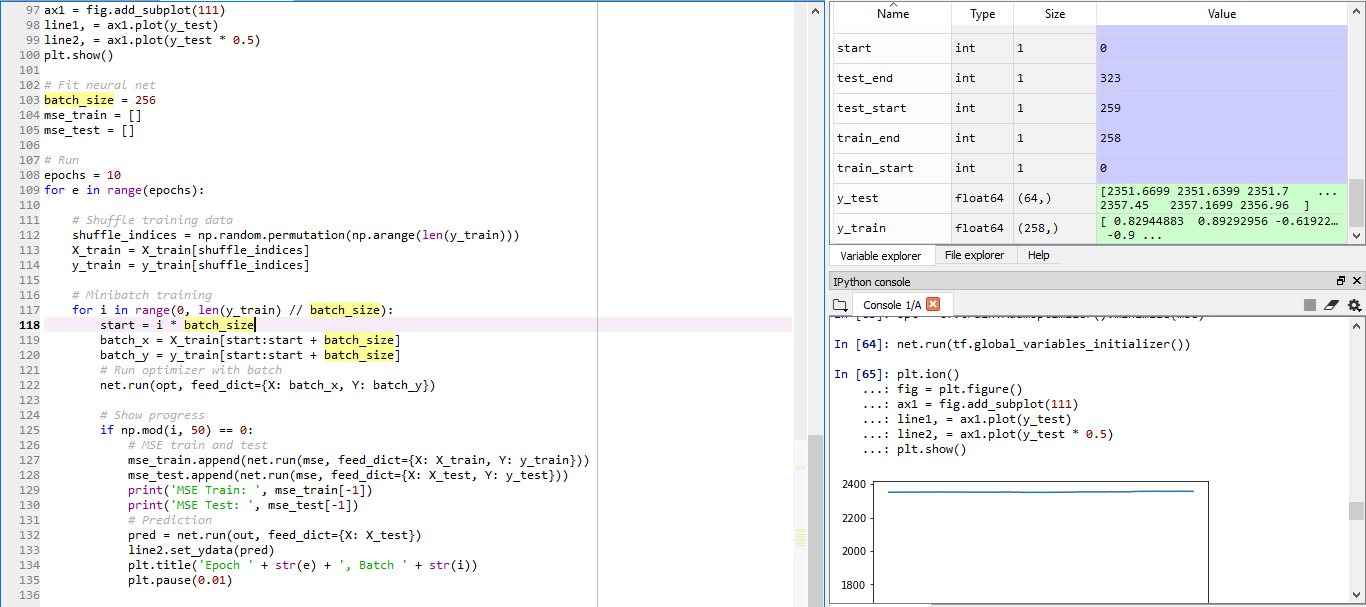 97 ax1 = fig.add_subplot(111)
98 line1, = ax1.plot(y_test)
99 line2, = ax1.plot(y_test * 0.5)
100 plt.show()
101
102 # Fit neural net
103 batch_size = 256
104 mse_train = []
105 mse_test = []
106
107 # Run
108 epochs = 10
109 for e in range(epochs):
110
111     # Shuffle training data
112     shuffle_indices = np.random.permutation(np.arange(len(y_train)))
113     X_train = X_train[shuffle_indices]
114     y_train = y_train[shuffle_indices]
115
116     # Minibatch training
117     for i in range(0, len(y_train) // batch_size):
118         start = i * batch_size
119         batch_x = X_train[start:start + batch_size]
120         batch_y = y_train[start:start + batch_size]
121         # Run optimizer with batch
122         net.run(opt, feed_dict={X: batch_x, Y: batch_y})
123
124         # Show progress
125         if np.mod(i, 50) == 0:
126             # MSE train and test
127             mse_train.append(net.run(mse, feed_dict={X: X_train, Y: y_train}))
128             mse_test.append(net.run(mse, feed_dict={X: X_test, Y: y_test}))
129             print('MSE Train: ', mse_train[-1])
130             print('MSE Test: ', mse_test[-1])
131             # Prediction
132             pred = net.run(out, feed_dict={X: X_test})
133             line2.set_ydata(pred)
134             plt.title('Epoch ' + str(e) + ', Batch ' + str(i))
135             plt.pause(0.01)
136
Name Type Size Value
start int 1 0
test_end int 1 323
test_start int 1 259
train_end int 1 258
train_start int 1 0
y_test float64 (64,) [2351.6699 2351.6399 2351.7 ...
2357.45 2357.1699 2356.96 ]
y_train float64 (258,) [ 0.82944883 0.89292956 -0.61922…
-0.9 ...
Variable explorer File explorer Help
IPython console
Console 1/A
In [64]: net.run(tf.global_variables_initializer())
In [65]: plt.ion()
...: fig = plt.figure()
...: ax1 = fig.add_subplot(111)
...: line1, = ax1.plot(y_test)
...: line2, = ax1.plot(y_test * 0.5)
...: plt.show()
2400
2200
2000
1800